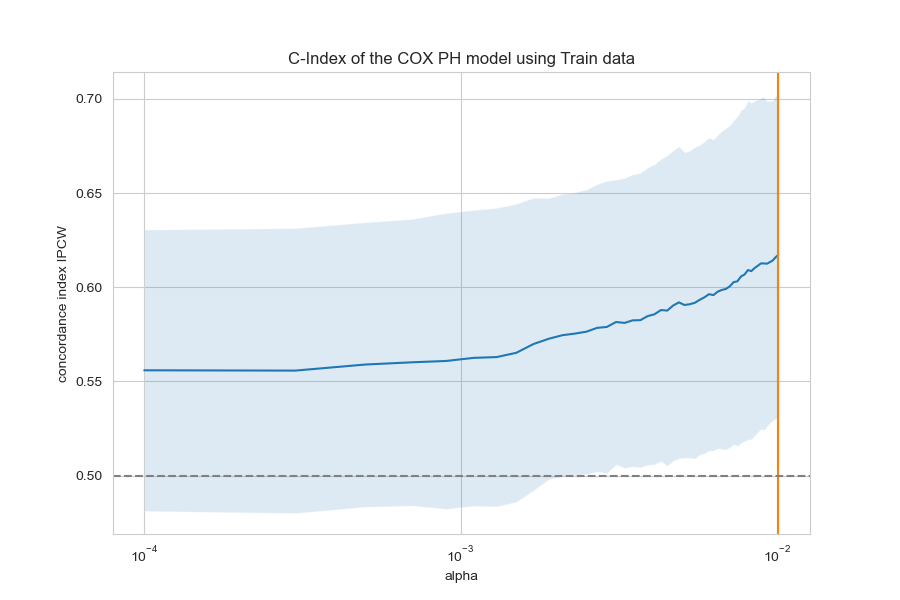 C-Index of the COX PH model using Train data
0.70
0.65
0.60
0.55
0.50
concordance index IPCW
10⁻⁴
10⁻³
10⁻²
alpha